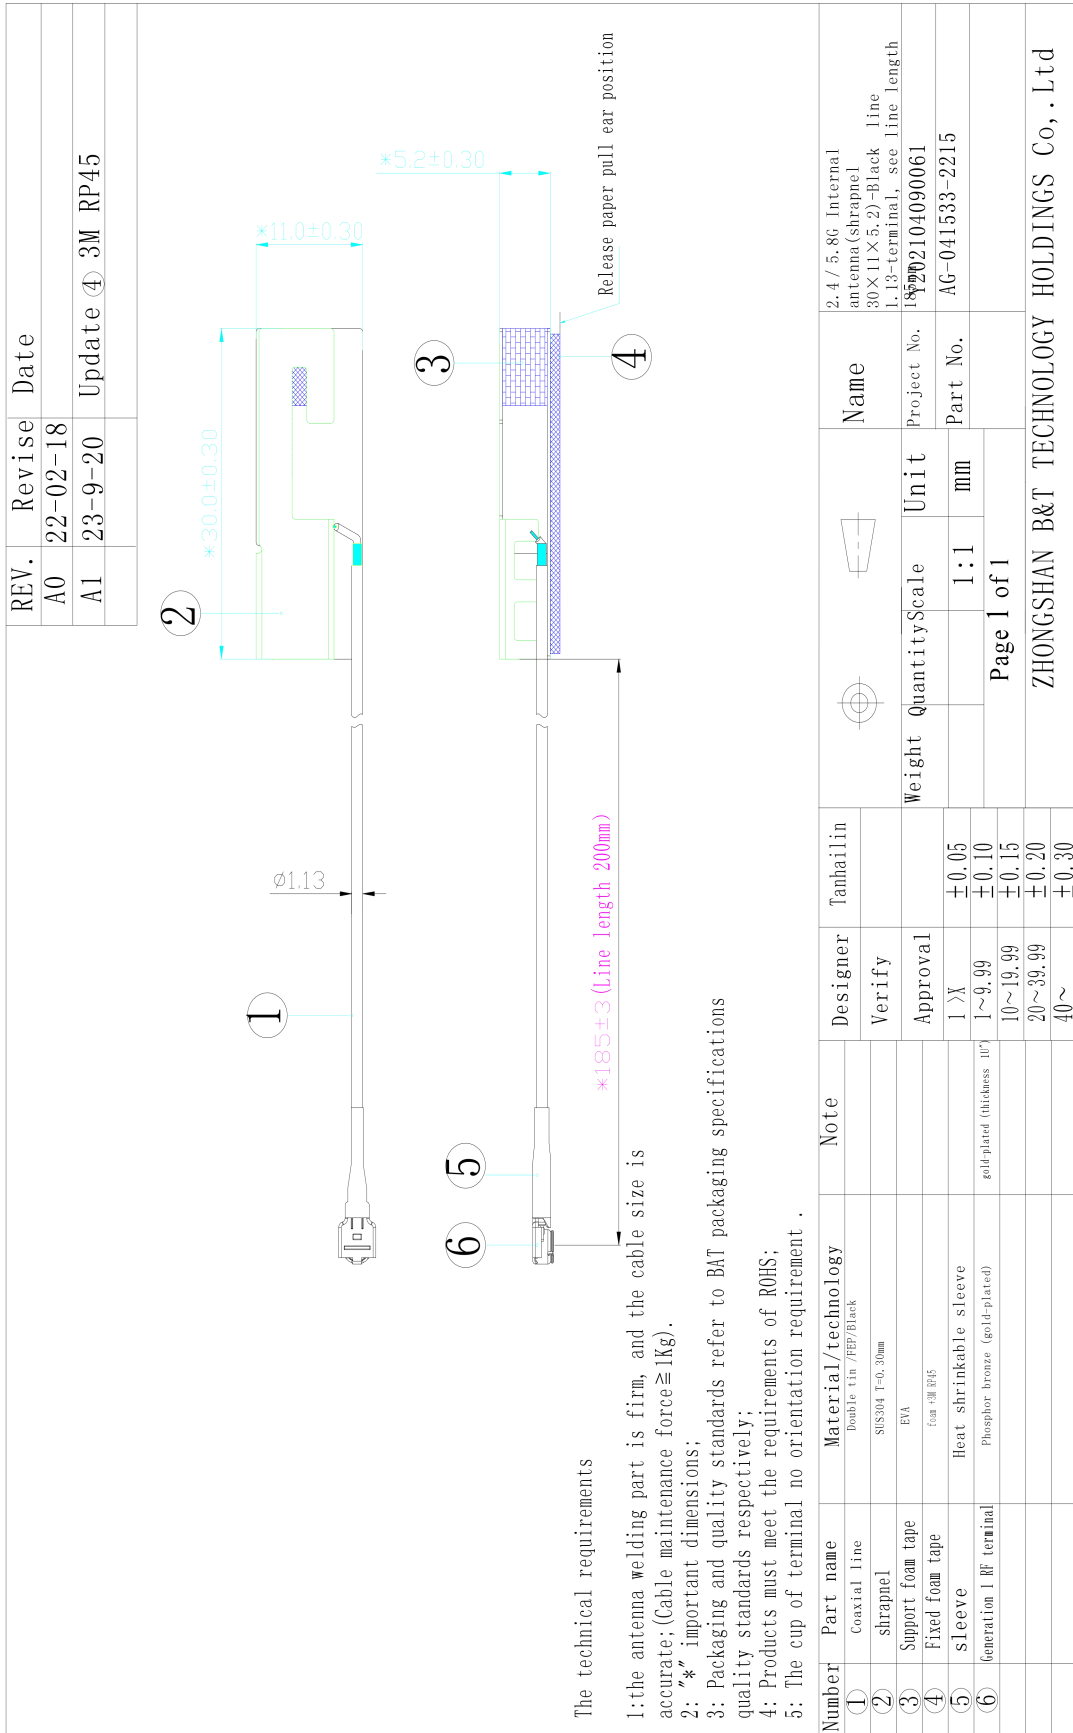 REV. Revise Date
A0 22-02-18
A1 23-9-20 Update ④ 3M RP45
②
*30.0±0.30
*11.0±0.30
*5.2±0.30
③
④
Release paper pull ear position
①
Ø1.13
⑤
⑥
*185±3(Line length 200mm)
The technical requirements
1:the antenna welding part is firm, and the cable size is
accurate;(Cable maintenance force≧1Kg).
2: "*" important dimensions;
3: Packaging and quality standards refer to BAT packaging specifications
quality standards respectively;
4: Products must meet the requirements of ROHS;
5: The cup of terminal no orientation requirement .
Number Part name Material/technology Note
① Coaxial line Double tin /FEP/Black
② shrapnel SUS304 T=0.30mm
③ Support foam tape EVA
④ Fixed foam tape foam +3M RP45
⑤ sleeve Heat shrinkable sleeve
⑥ Generation 1 RF terminal Phosphor bronze (gold-plated) gold-plated (thickness 1U")
Designer Tanhailin
Verify
Approval
1 >X ±0.05
1~9.99 ±0.10
10~19.99 ±0.15
20~39.99 ±0.20
40~ ±0.30
Weight Quantity Scale Unit
1:1 mm
Page 1 of 1
Name
2.4/5.8G Internal
antenna(shrapnel
30×11×5.2)-Black line
1.13-terminal, see line length
185mm
Project No. Y202104090061
Part No. AG-041533-2215
ZHONGSHAN B&T TECHNOLOGY HOLDINGS Co,. Ltd